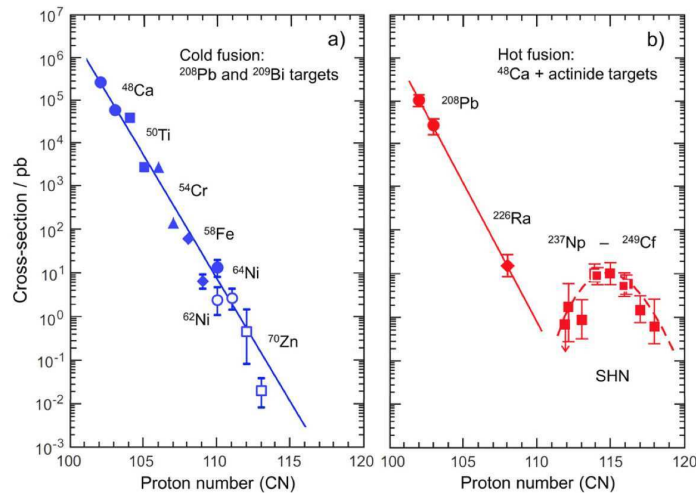 Cross-section / pb
10⁷
10⁶
10⁵
10⁴
10³
10²
10¹
10⁰
10⁻¹
10⁻²
10⁻³
a)
Cold fusion:
²⁰⁸Pb and ²⁰⁹Bi targets
⁴⁸Ca
⁵⁰Ti
⁵⁴Cr
⁵⁸Fe
⁶⁴Ni
⁶²Ni
⁷⁰Zn
100 105 110 115 120
Proton number (CN)
b)
Hot fusion:
⁴⁸Ca + actinide targets
²⁰⁸Pb
²²⁶Ra
²³⁷Np – ²⁴⁹Cf
SHN
100 105 110 115 120
Proton number (CN)